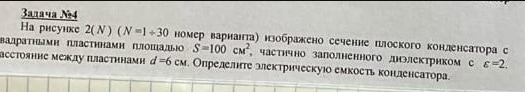 Задача №4
На рисунке 2(N) (N=1÷30 номер варианта) изображено сечение плоского конденсатора с
вадратными пластинами площадью S=100 см², частично заполненного диэлектриком с ε=2.
асстояние между пластинами d=6 см. Определите электрическую емкость конденсатора.